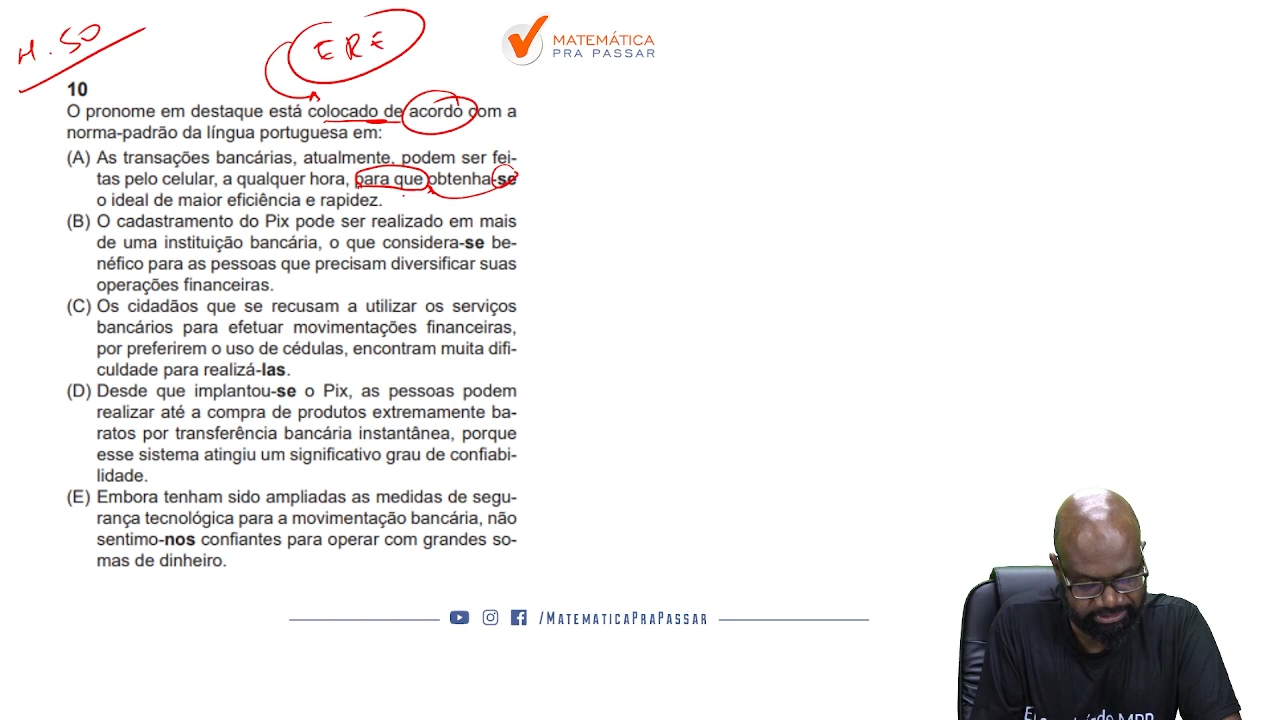 H. SO
ERE
MATEMÁTICA
PRA PASSAR
10
O pronome em destaque está colocado de acordo com a
norma-padrão da língua portuguesa em:
(A) As transações bancárias, atualmente, podem ser fei-
tas pelo celular, a qualquer hora, para que obtenha-se
o ideal de maior eficiência e rapidez.
(B) O cadastramento do Pix pode ser realizado em mais
de uma instituição bancária, o que considera-se be-
néfico para as pessoas que precisam diversificar suas
operações financeiras.
(C) Os cidadãos que se recusam a utilizar os serviços
bancários para efetuar movimentações financeiras,
por preferirem o uso de cédulas, encontram muita difi-
culdade para realizá-las.
(D) Desde que implantou-se o Pix, as pessoas podem
realizar até a compra de produtos extremamente ba-
ratos por transferência bancária instantânea, porque
esse sistema atingiu um significativo grau de confiabi-
lidade.
(E) Embora tenham sido ampliadas as medidas de segu-
rança tecnológica para a movimentação bancária, não
sentimo-nos confiantes para operar com grandes so-
mas de dinheiro.
/MATEMATICAPRAPASSAR